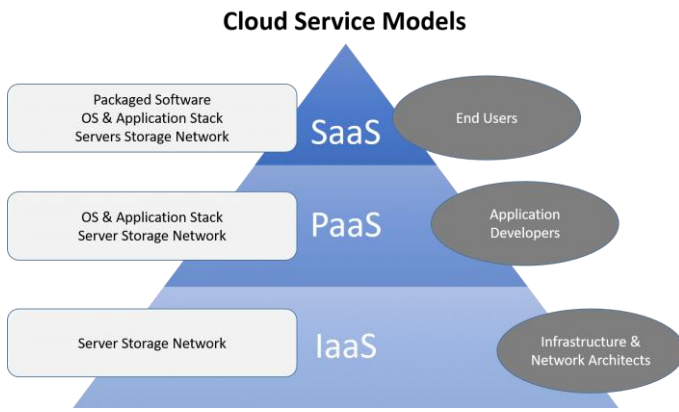 Cloud Service Models
Packaged Software
OS & Application Stack
Servers Storage Network
SaaS
End Users
OS & Application Stack
Server Storage Network
PaaS
Application
Developers
Server Storage Network
IaaS
Infrastructure &
Network Architects